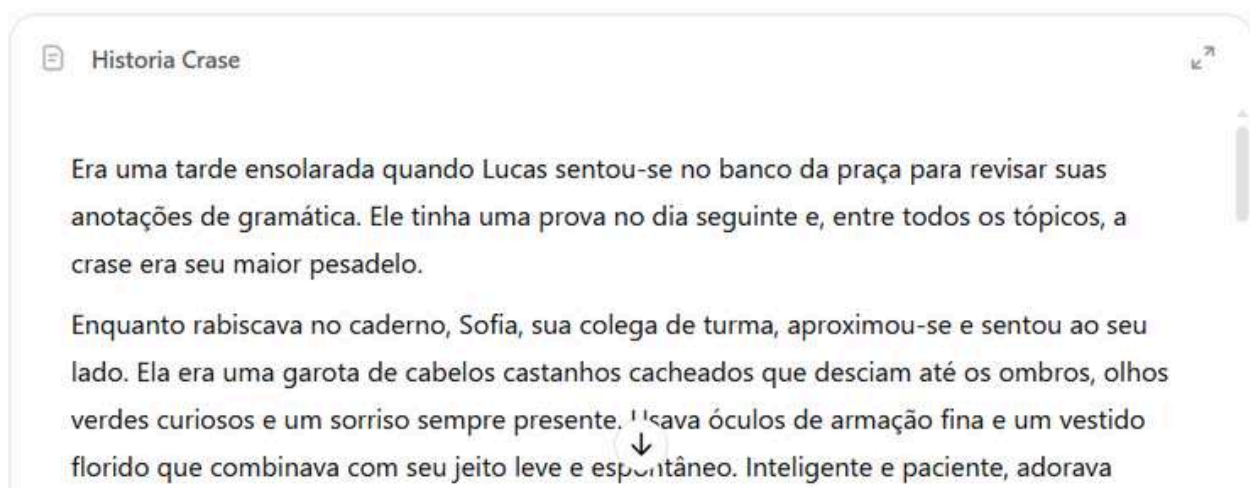 Historia Crase
Era uma tarde ensolarada quando Lucas sentou-se no banco da praça para revisar suas
anotações de gramática. Ele tinha uma prova no dia seguinte e, entre todos os tópicos, a
crase era seu maior pesadelo.
Enquanto rabiscava no caderno, Sofia, sua colega de turma, aproximou-se e sentou ao seu
lado. Ela era uma garota de cabelos castanhos cacheados que desciam até os ombros, olhos
verdes curiosos e um sorriso sempre presente. Usava óculos de armação fina e um vestido
florido que combinava com seu jeito leve e espontâneo. Inteligente e paciente, adorava